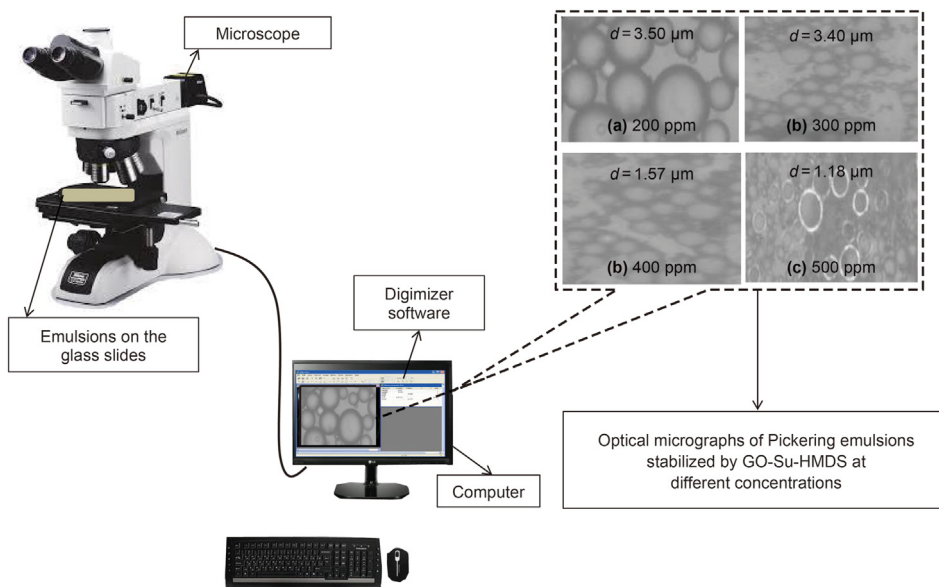 Microscope
d = 3.50 µm
(a) 200 ppm
d = 3.40 µm
(b) 300 ppm
d = 1.57 µm
(b) 400 ppm
d = 1.18 µm
(c) 500 ppm
Emulsions on the
glass slides
Digimizer
software
Computer
LG
Optical micrographs of Pickering emulsions
stabilized by GO-Su-HMDS at
different concentrations